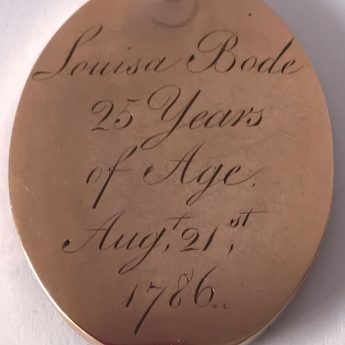 Louisa Bode
25 Years
of Age.
Augt. 21st.
1786.